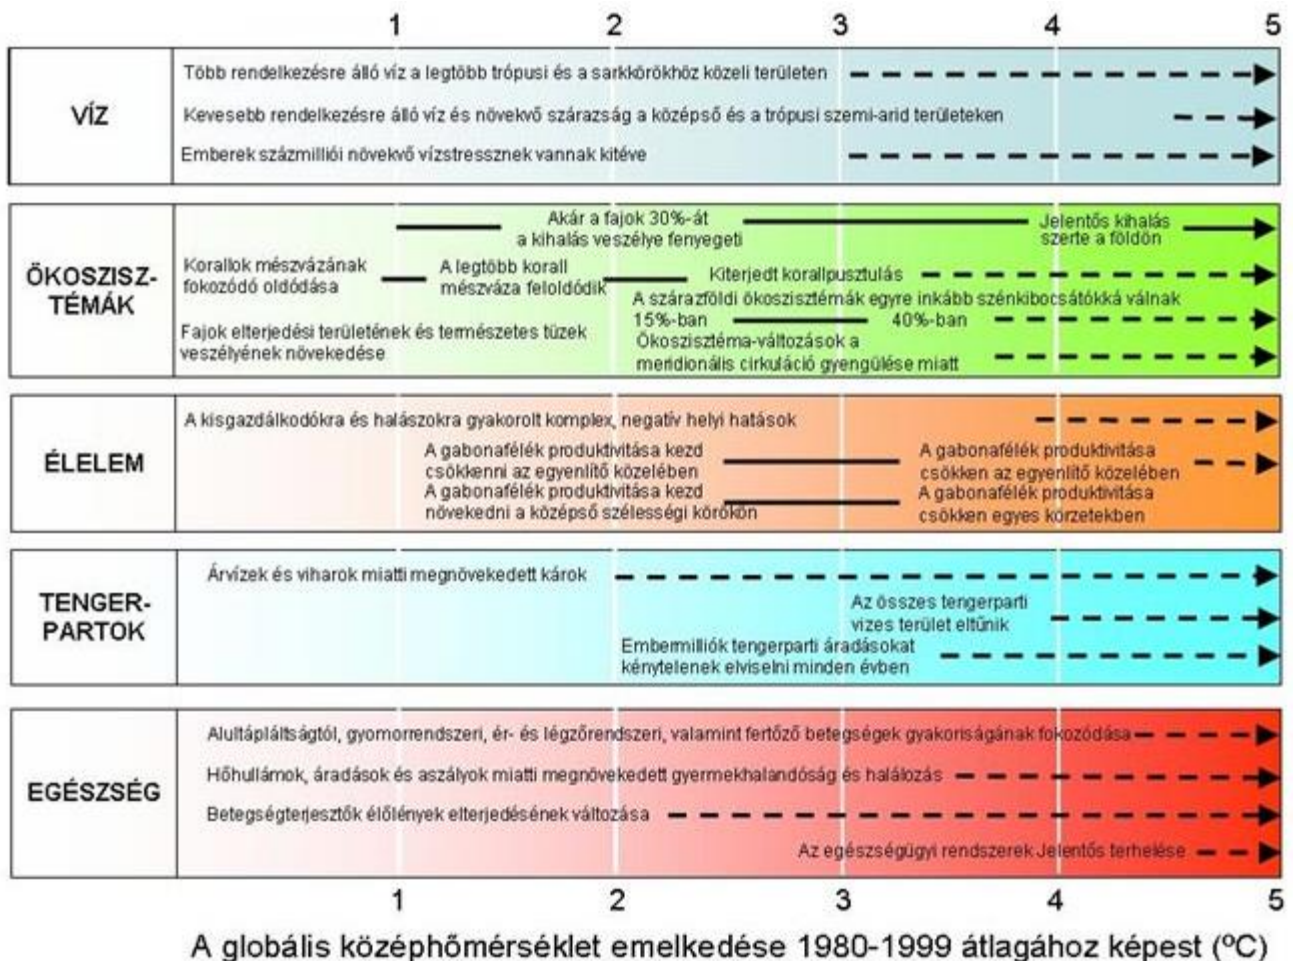 1 2 3 4 5
VÍZ
Több rendelkezésre álló víz a legtöbb trópusi és a sarkkörökhöz közeli területen
Kevesebb rendelkezésre álló víz és növekvő szárazság a középső és a trópusi szemi-arid területeken
Emberek százmilliói növekvő vízstressznek vannak kitéve
ÖKOSZISZ-
TÉMÁK
Akár a fajok 30%-át
a kihalás veszélye fenyegeti
Jelentős kihalás
szerte a földön
Korallok mészvázának
fokozódó oldódása
A legtöbb korall
mészváza feloldódik
Kiterjedt korallpusztulás
A szárazföldi ökoszisztémák egyre inkább szénkibocsátókká válnak
15%-ban 40%-ban
Fajok elterjedési területének és természetes tüzek
veszélyének növekedése
Ökoszisztéma-változások a
meridionális cirkuláció gyengülése miatt
ÉLELEM
A kisgazdálkodókra és halászokra gyakorolt komplex, negatív helyi hatások
A gabonafélék produktivitása kezd
csökkenni az egyenlítő közelében
A gabonafélék produktivitása
csökken az egyenlítő közelében
A gabonafélék produktivitása kezd
növekedni a középső szélességi körökön
A gabonafélék produktivitása
csökken egyes körzetekben
TENGER-
PARTOK
Árvízek és viharok miatti megnövekedett károk
Az összes tengerparti
vizes terület eltűnik
Embermilliók tengerparti áradásokat
kénytelenek elviselni minden évben
EGÉSZSÉG
Alultápláltságtól, gyomorrendszeri, ér- és légzőrendszeri, valamint fertőző betegségek gyakoriságának fokozódása
Hőhullámok, áradások és aszályok miatti megnövekedett gyermekhalandóság és halálozás
Betegségterjesztők élőlények elterjedésének változása
Az egészségügyi rendszerek Jelentős terhelése
1 2 3 4 5
A globális középhőmérséklet emelkedése 1980-1999 átlagához képest (ºC)